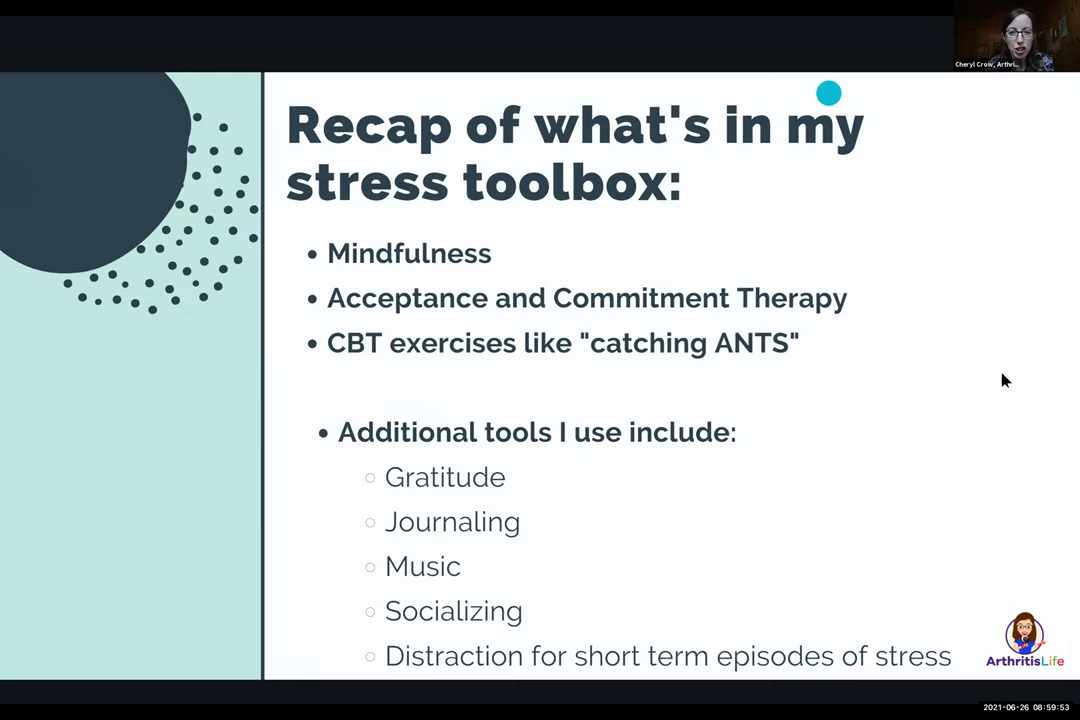 Cheryl Crow, Arthri...
Recap of what's in my
stress toolbox:
• Mindfulness
• Acceptance and Commitment Therapy
• CBT exercises like "catching ANTS"
• Additional tools I use include:
○ Gratitude
○ Journaling
○ Music
○ Socializing
○ Distraction for short term episodes of stress
ArthritisLife
2021-06-26 08:59:53